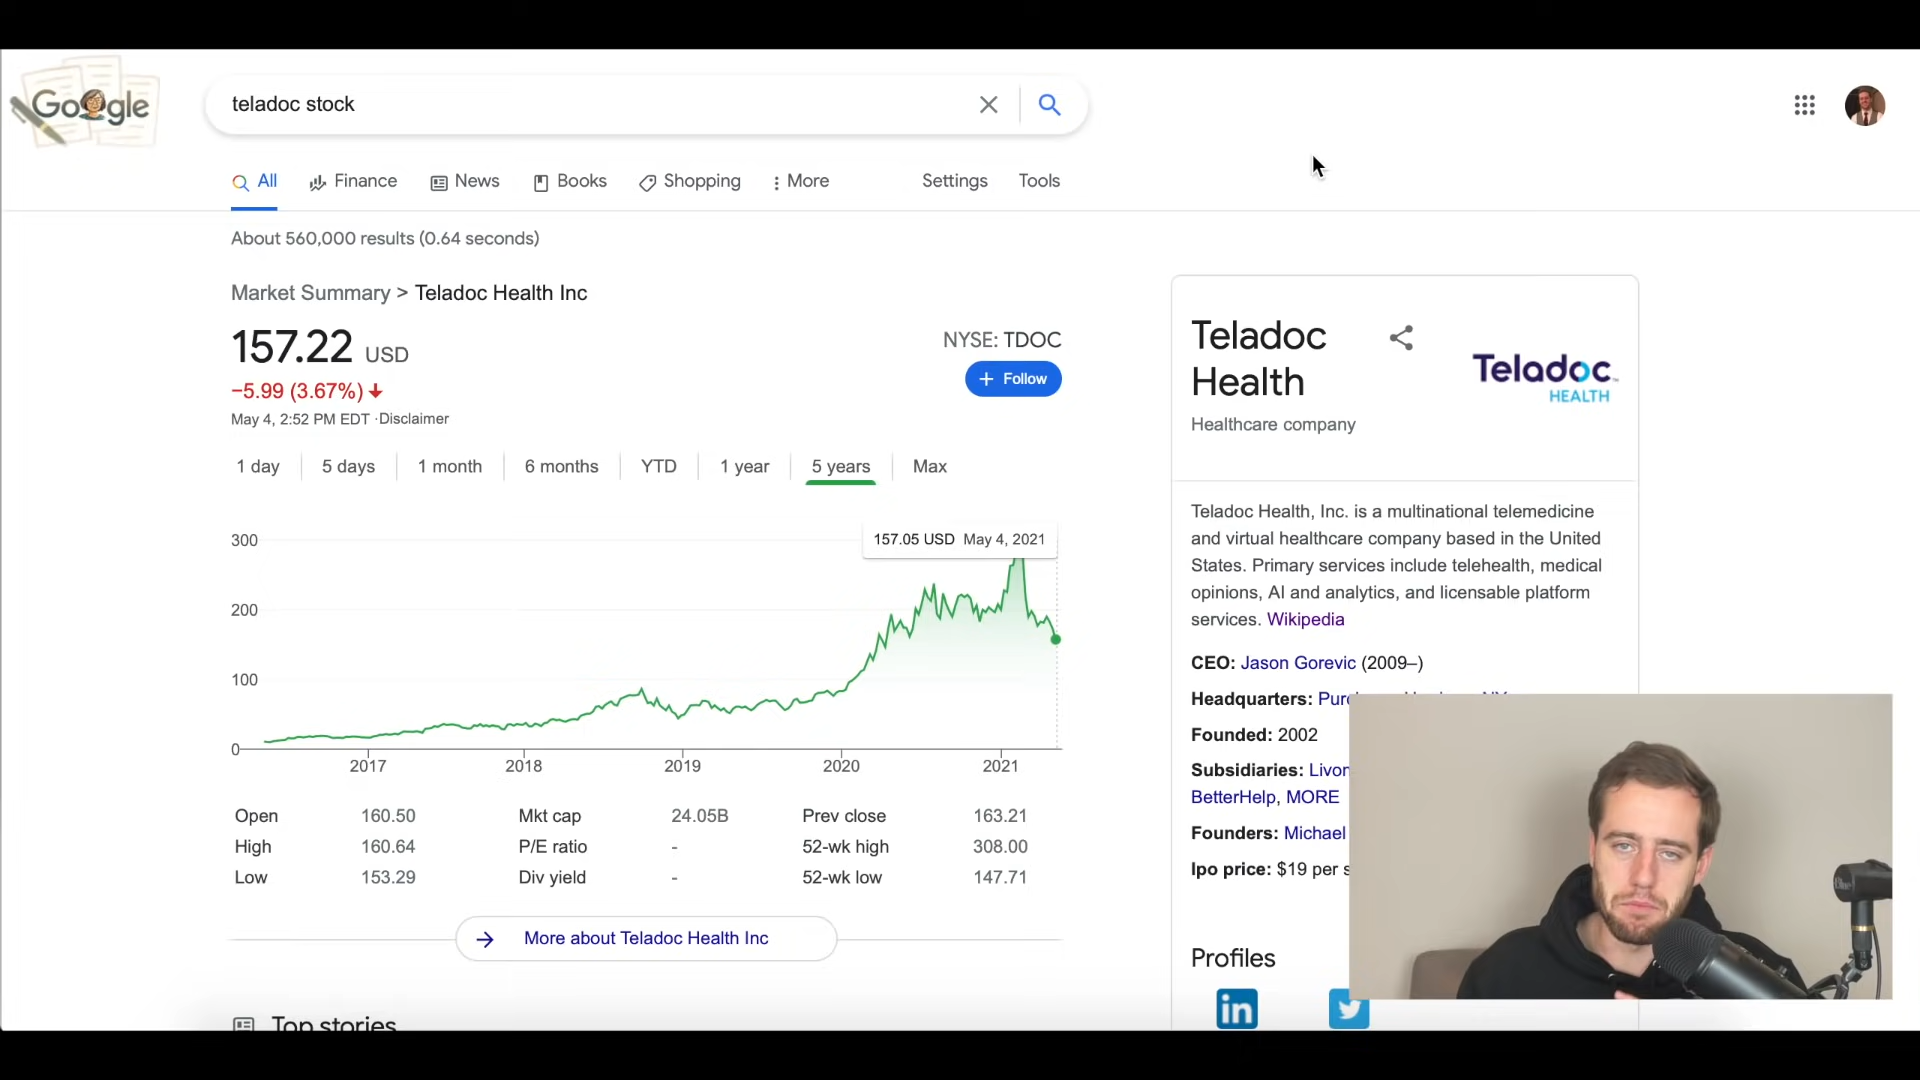 Google
teladoc stock
All
Finance
News
Books
Shopping
More
Settings
Tools
About 560,000 results (0.64 seconds)
Market Summary > Teladoc Health Inc
157.22 USD
−5.99 (3.67%)
May 4, 2:52 PM EDT ·Disclaimer
NYSE: TDOC
+ Follow
1 day
5 days
1 month
6 months
YTD
1 year
5 years
Max
157.05 USD May 4, 2021
300
200
100
0
2017
2018
2019
2020
2021
Open 160.50
Mkt cap 24.05B
Prev close 163.21
High 160.64
P/E ratio -
52-wk high 308.00
Low 153.29
Div yield -
52-wk low 147.71
More about Teladoc Health Inc
Top stories
Teladoc
Health
Healthcare company
Teladoc
HEALTH
Teladoc Health, Inc. is a multinational telemedicine
and virtual healthcare company based in the United
States. Primary services include telehealth, medical
opinions, AI and analytics, and licensable platform
services. Wikipedia
CEO: Jason Gorevic (2009–)
Headquarters:
Founded: 2002
Subsidiaries:
BetterHelp, MORE
Founders: Michael
Ipo price: $19 per
Profiles
in